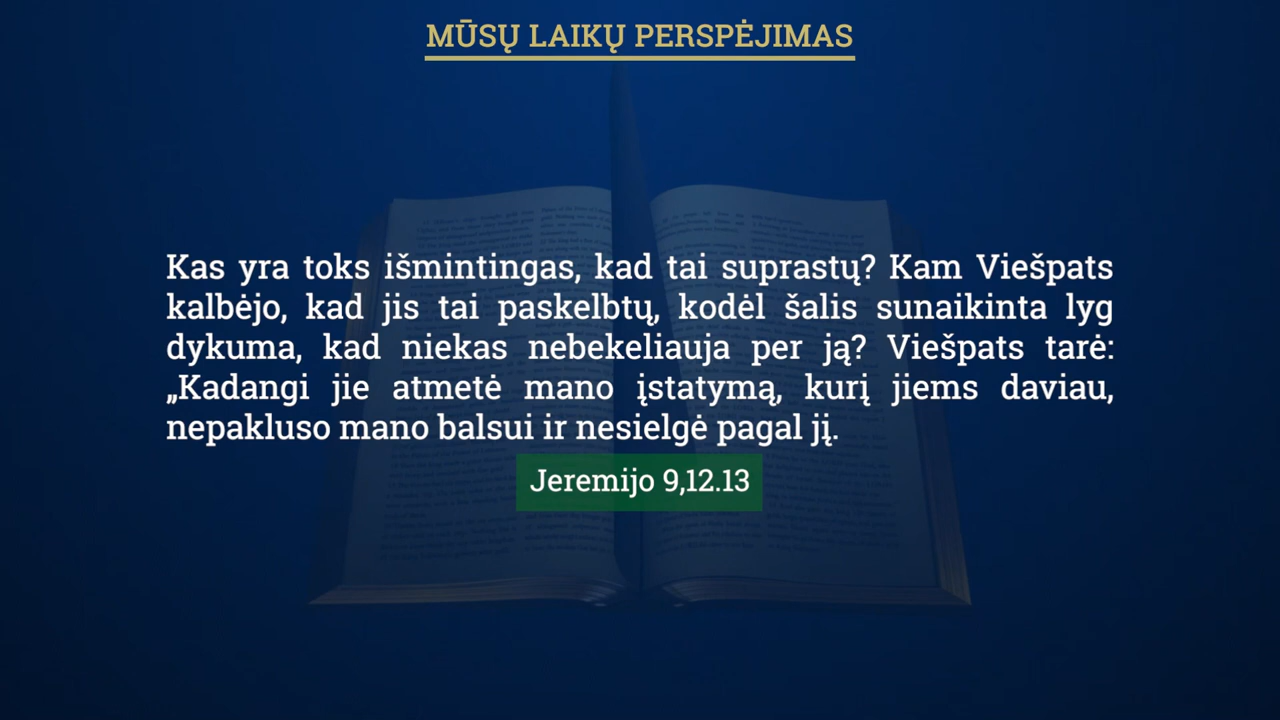 MŪSŲ LAIKŲ PERSPĖJIMAS
Kas yra toks išmintingas, kad tai suprastų? Kam Viešpats
kalbėjo, kad jis tai paskelbtų, kodėl šalis sunaikinta lyg
dykuma, kad niekas nebekeliauja per ją? Viešpats tarė:
„Kadangi jie atmetė mano įstatymą, kurį jiems daviau,
nepakluso mano balsui ir nesielgė pagal jį.
Jeremijo 9,12.13